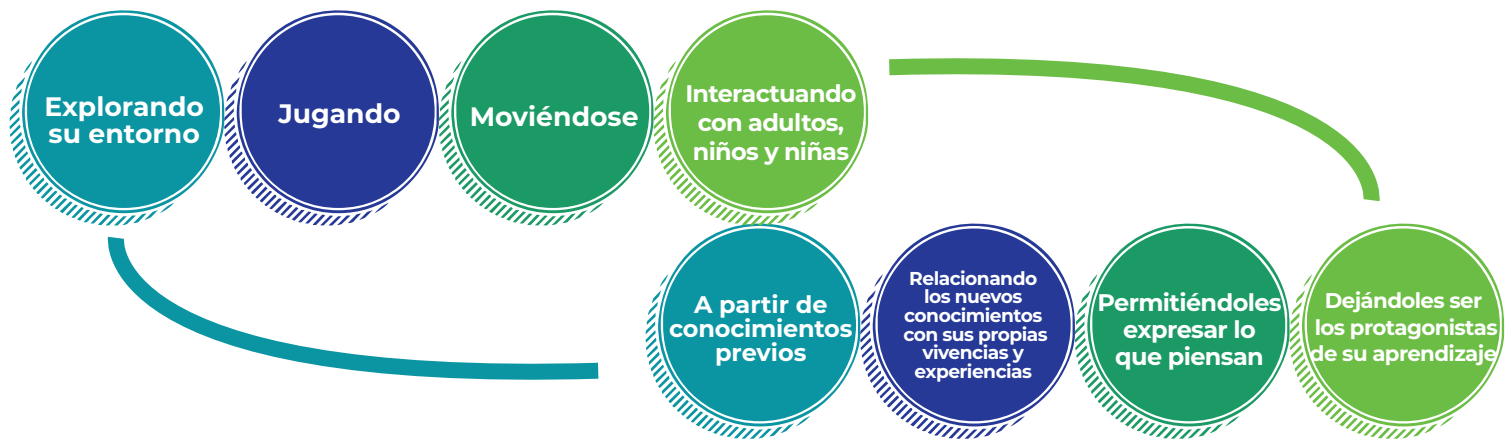 Explorando
su entorno
Jugando
Moviéndose
Interactuando
con adultos,
niños y niñas
A partir de
conocimientos
previos
Relacionando
los nuevos
conocimientos
con sus propias
vivencias y
experiencias
Permitiéndoles
expresar lo
que piensan
Dejándoles ser
los protagonistas
de su aprendizaje